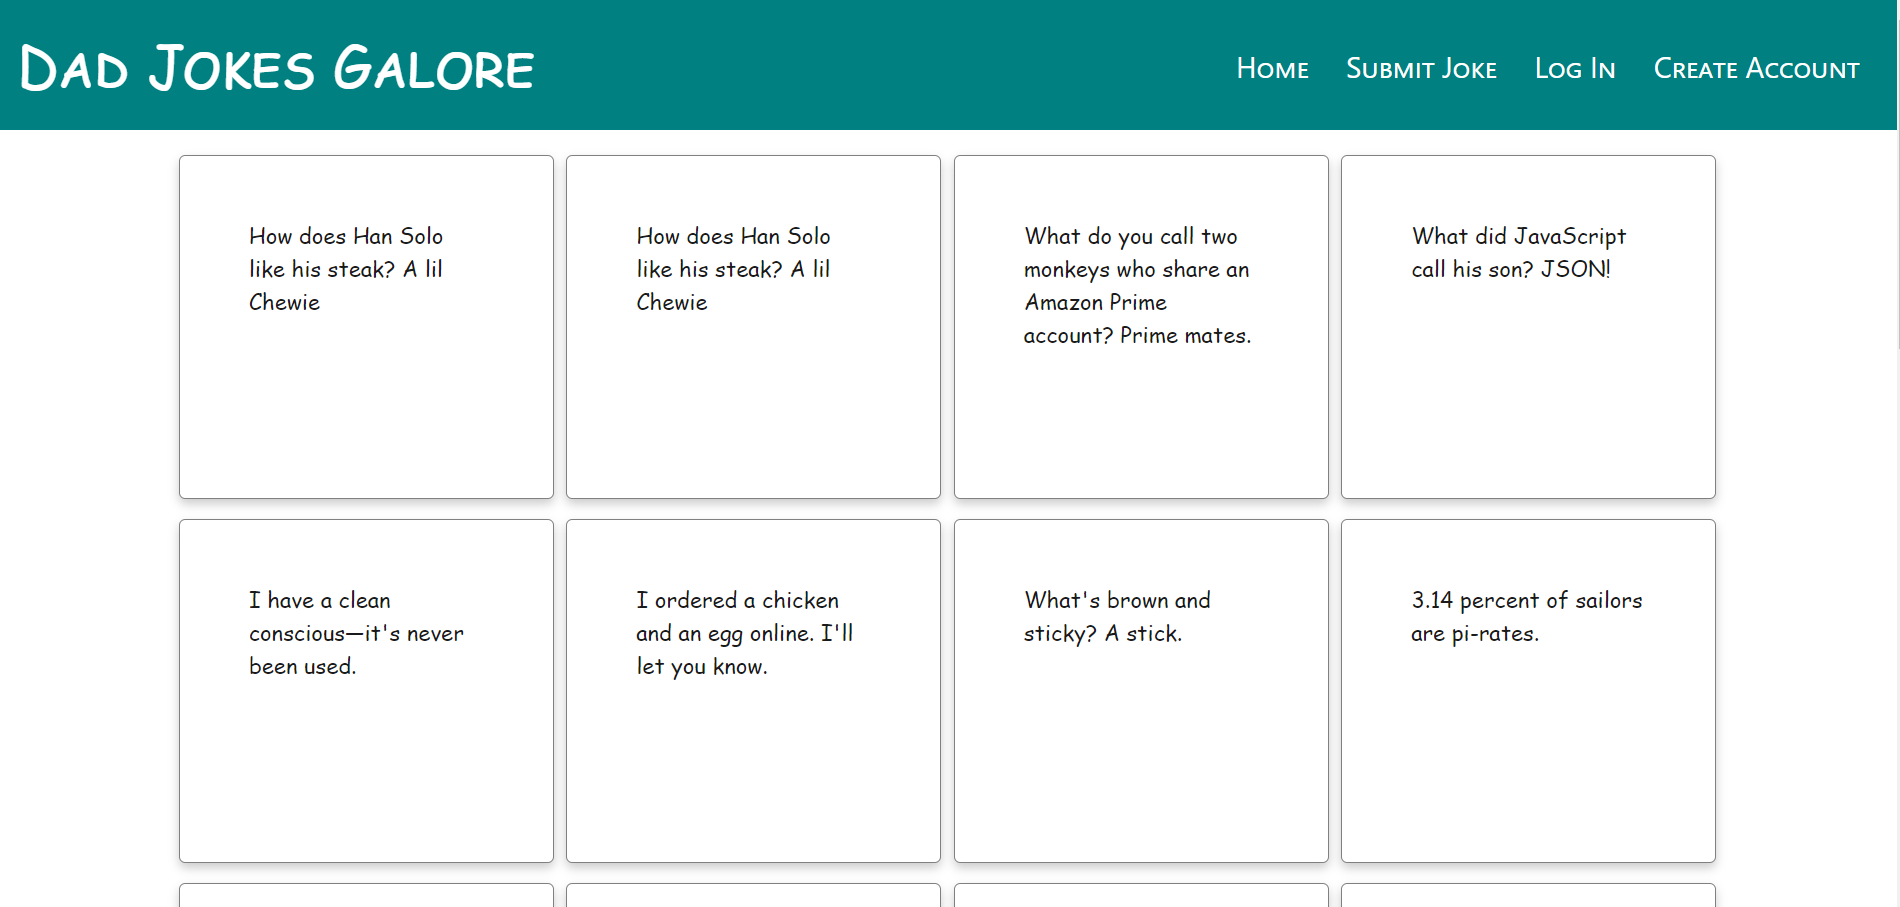 Dad Jokes Galore
Home
Submit Joke
Log In
Create Account
How does Han Solo
like his steak? A lil
Chewie
How does Han Solo
like his steak? A lil
Chewie
What do you call two
monkeys who share an
Amazon Prime
account? Prime mates.
What did JavaScript
call his son? JSON!
I have a clean
conscious—it's never
been used.
I ordered a chicken
and an egg online. I'll
let you know.
What's brown and
sticky? A stick.
3.14 percent of sailors
are pi-rates.